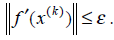 ‖f′(x^(k))‖ ≤ ε .